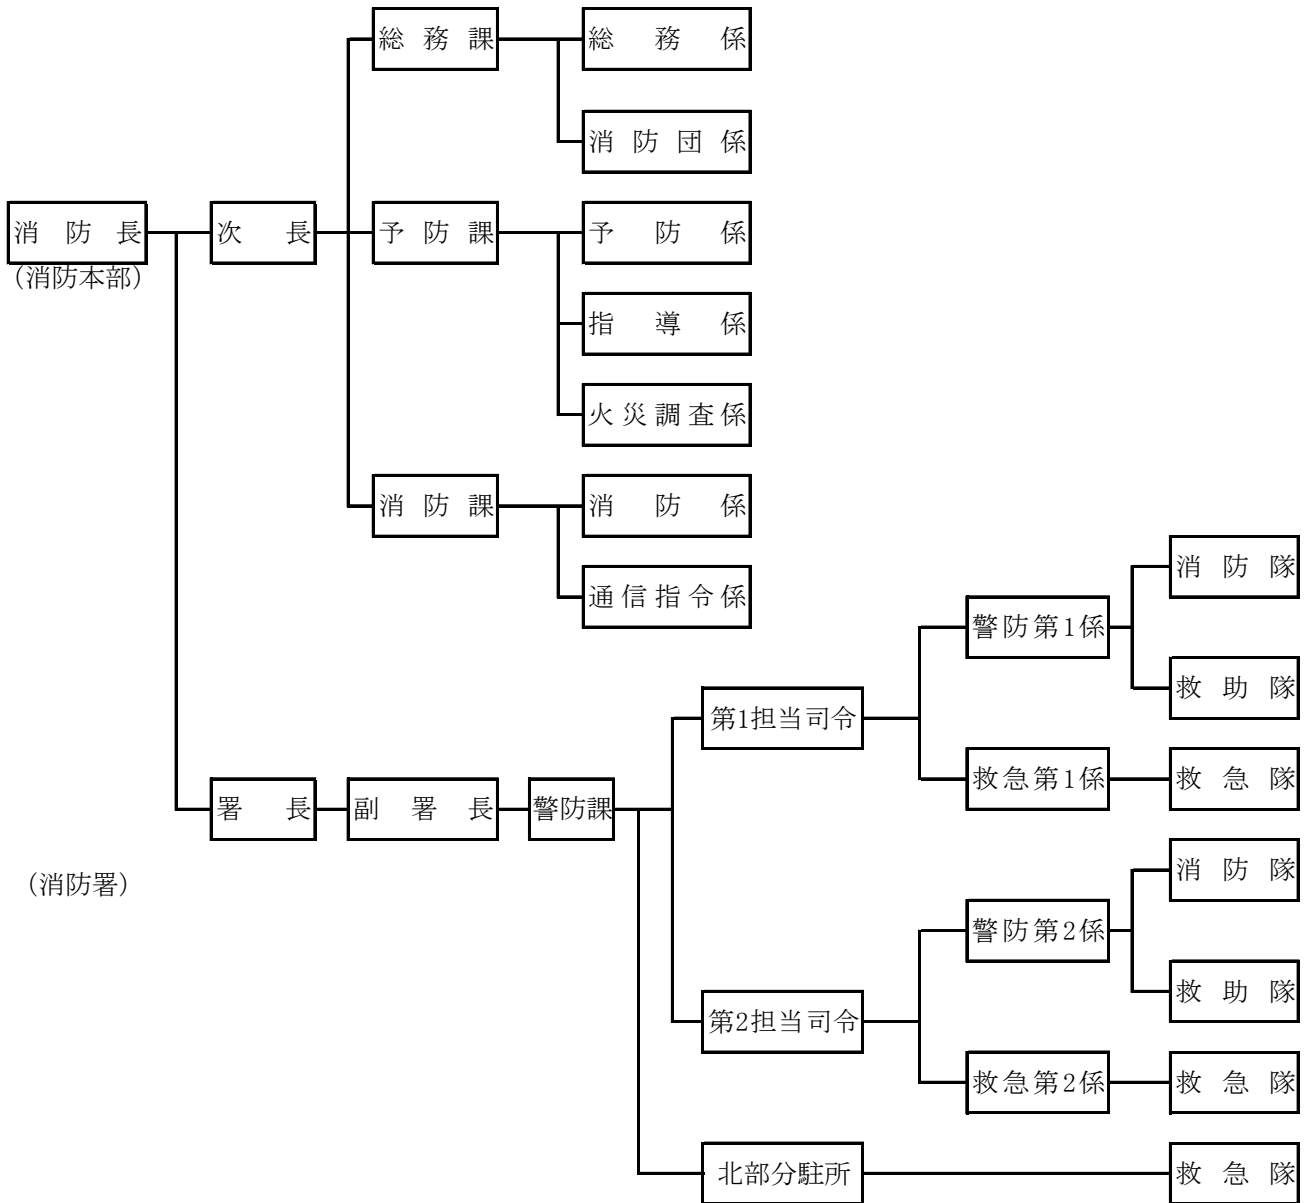 総務課 総務係
消防団係
消防長 次長 予防課 予防係
(消防本部)
指導係
火災調査係
消防課 消防係
消防隊
通信指令係
警防第1係
救助隊
第1担当司令
救急第1係 救急隊
署長 副署長 警防課
消防隊
(消防署)
警防第2係
救助隊
第2担当司令
救急第2係 救急隊
北部分駐所 救急隊